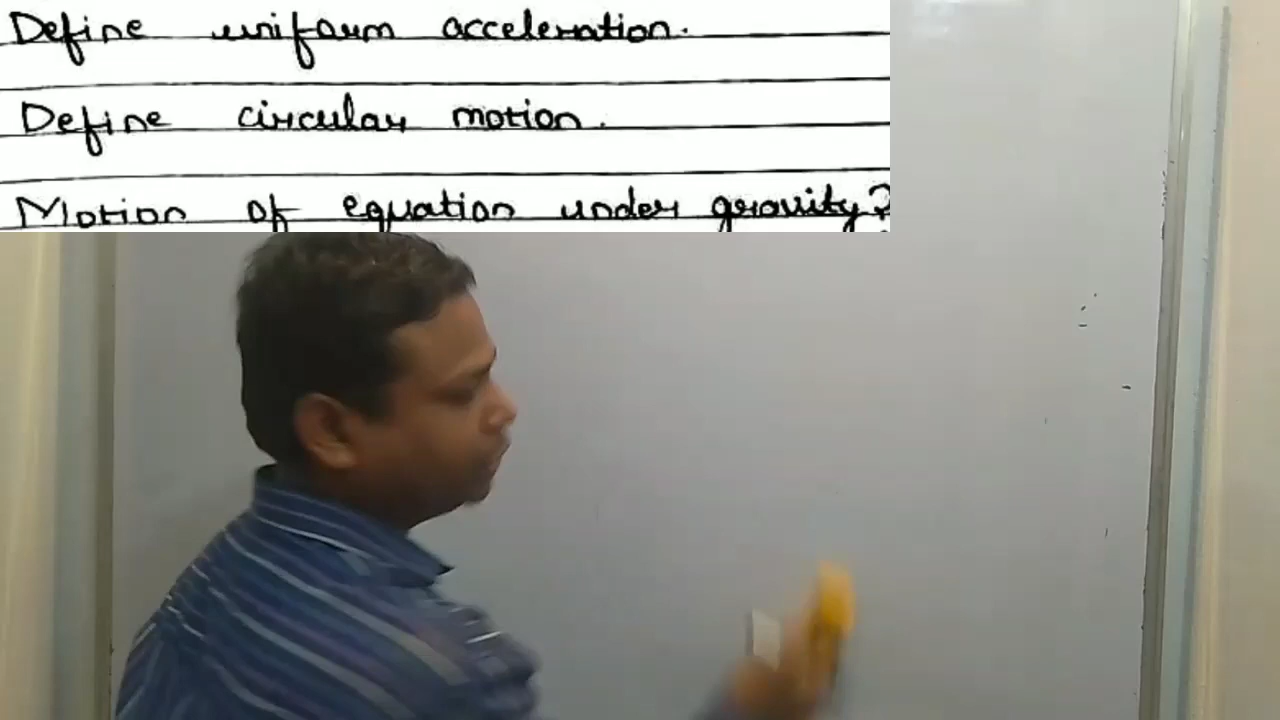 Define uniform acceleration.
Define circular motion.
Motion of equation under gravity?